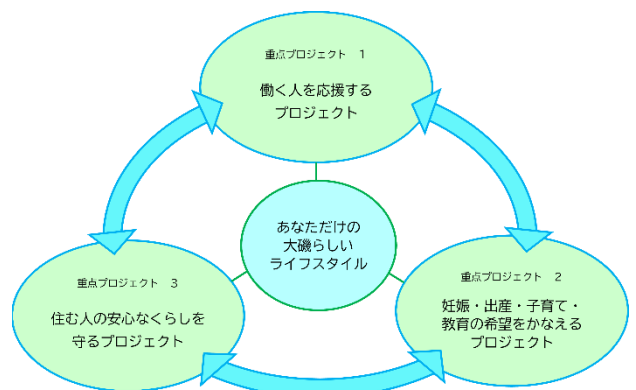 重点プロジェクト　1
働く人を応援する
プロジェクト
あなただけの
大磯らしい
ライフスタイル
重点プロジェクト　3
住む人の安心なくらしを
守るプロジェクト
重点プロジェクト　2
妊娠・出産・子育て・
教育の希望をかなえる
プロジェクト